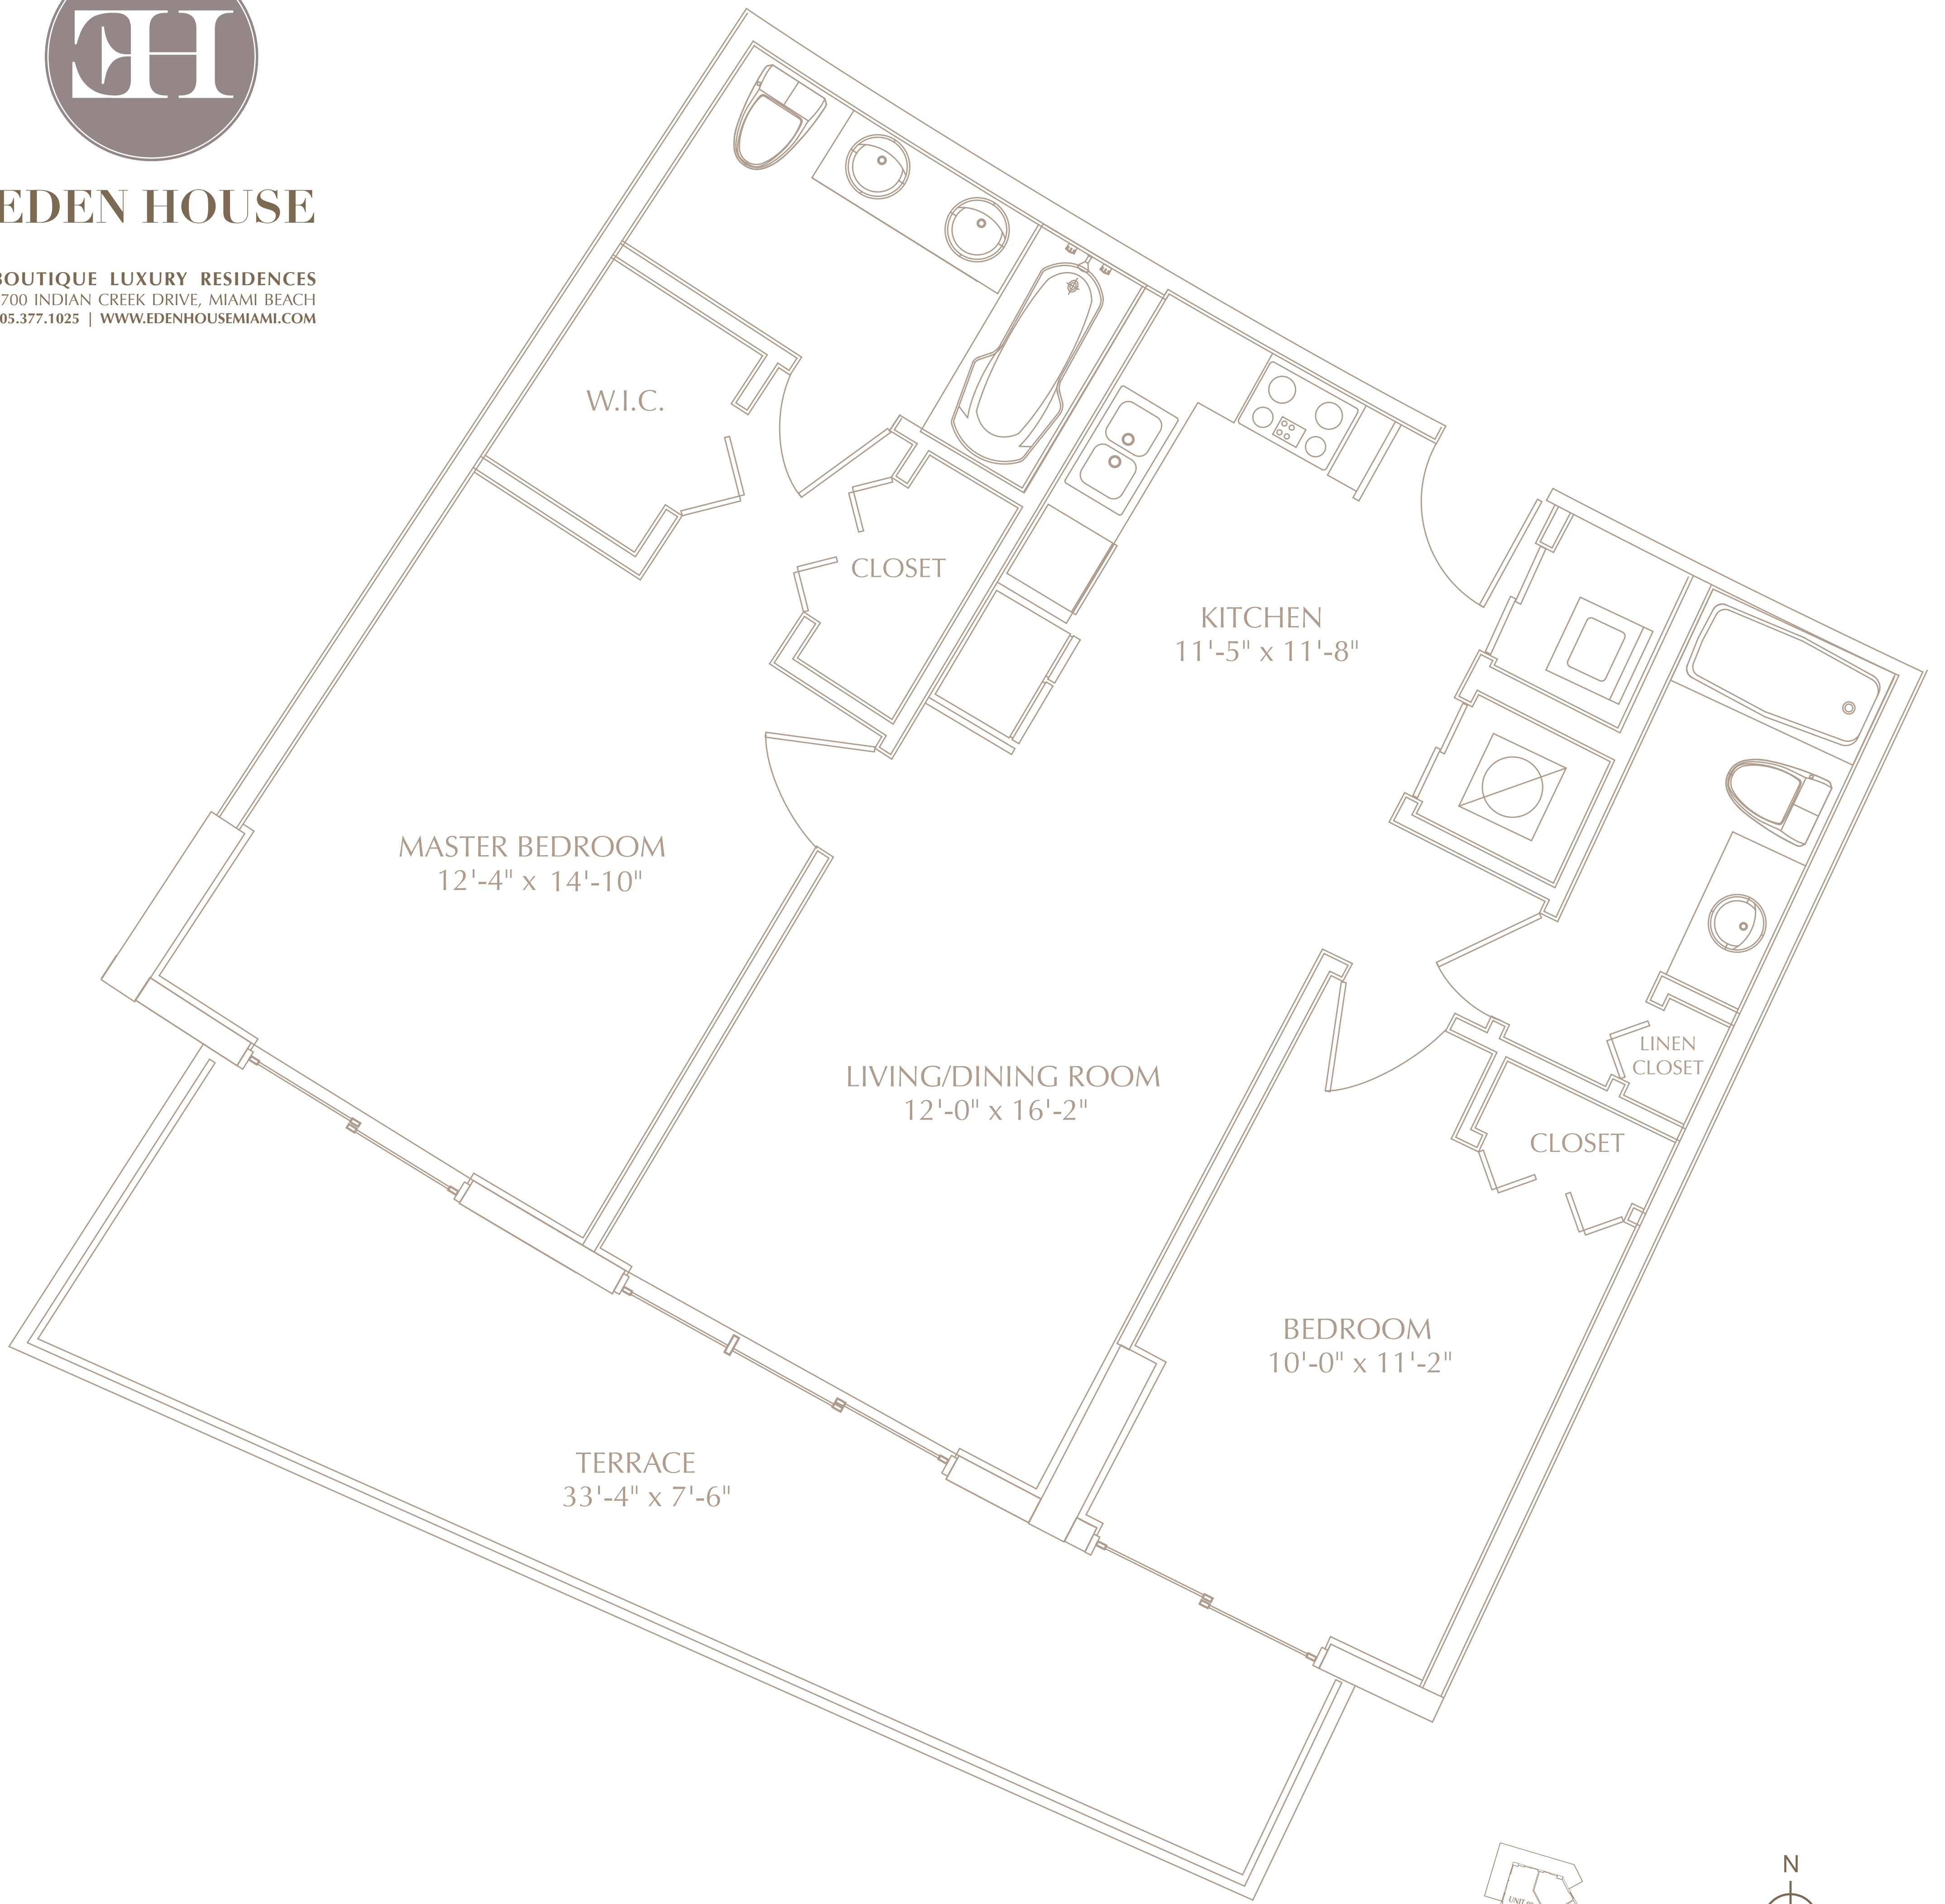 EH
EDEN HOUSE
BOUTIQUE LUXURY RESIDENCES
700 INDIAN CREEK DRIVE, MIAMI BEACH
05.377.1025 | WWW.EDENHOUSEMIAMI.COM
W.I.C.
CLOSET
KITCHEN
11'-5" x 11'-8"
MASTER BEDROOM
12'-4" x 14'-10"
LIVING/DINING ROOM
12'-0" x 16'-2"
LINEN
CLOSET
CLOSET
BEDROOM
10'-0" x 11'-2"
TERRACE
33'-4" x 7'-6"
N
UNIT